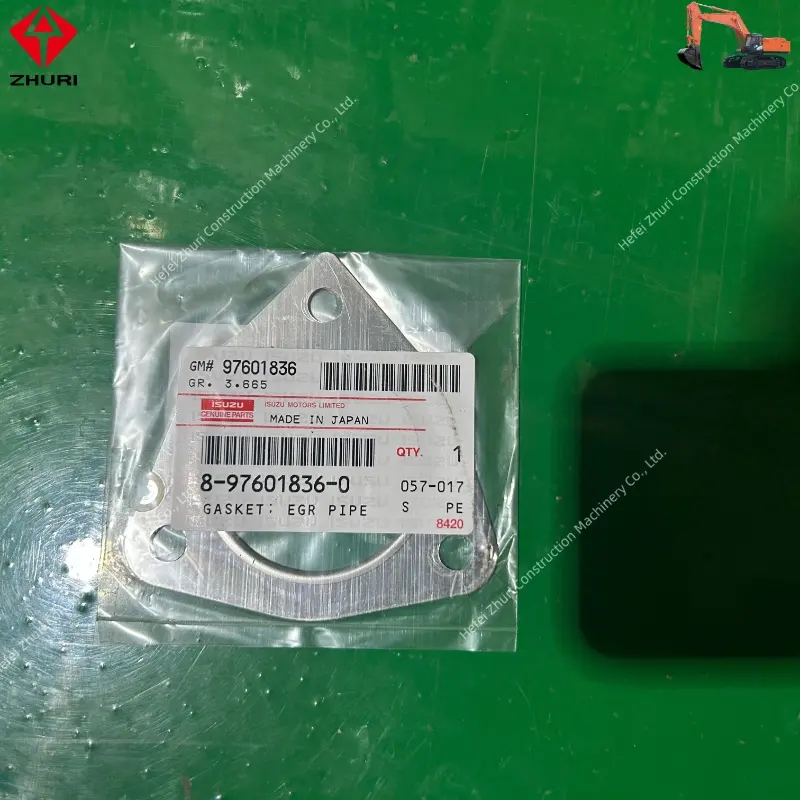 ZHURI
Hefei Zhuri Construction Machinery Co., Ltd.
Hefei Zhuri Construction Machinery Co., Ltd.
GM# 97601836
GR. 3.665
ISUZU
GENUINE PARTS
ISUZU MOTORS LIMITED
MADE IN JAPAN
QTY. 1
8-97601836-0
057-017
GASKET; EGR PIPE
S PE
8420
Hefei Zhuri Construction Machinery Co., Ltd.
Hefei Zhuri Construction Machinery Co., Ltd.